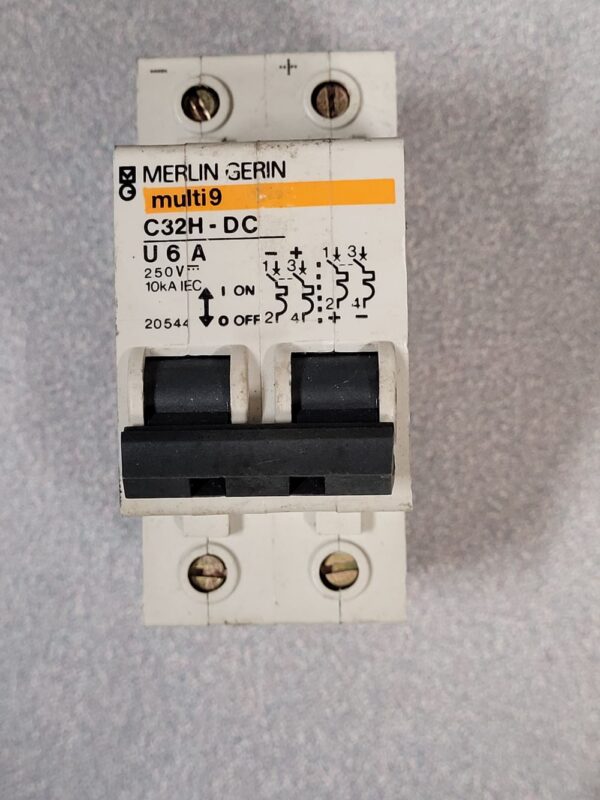 − +
MG MERLIN GERIN
multi9
C32H - DC
U 6 A
250V⎓
10kA IEC
I ON
20544
O OFF
− +
1 3
2 4
1 3
2 4
+ −